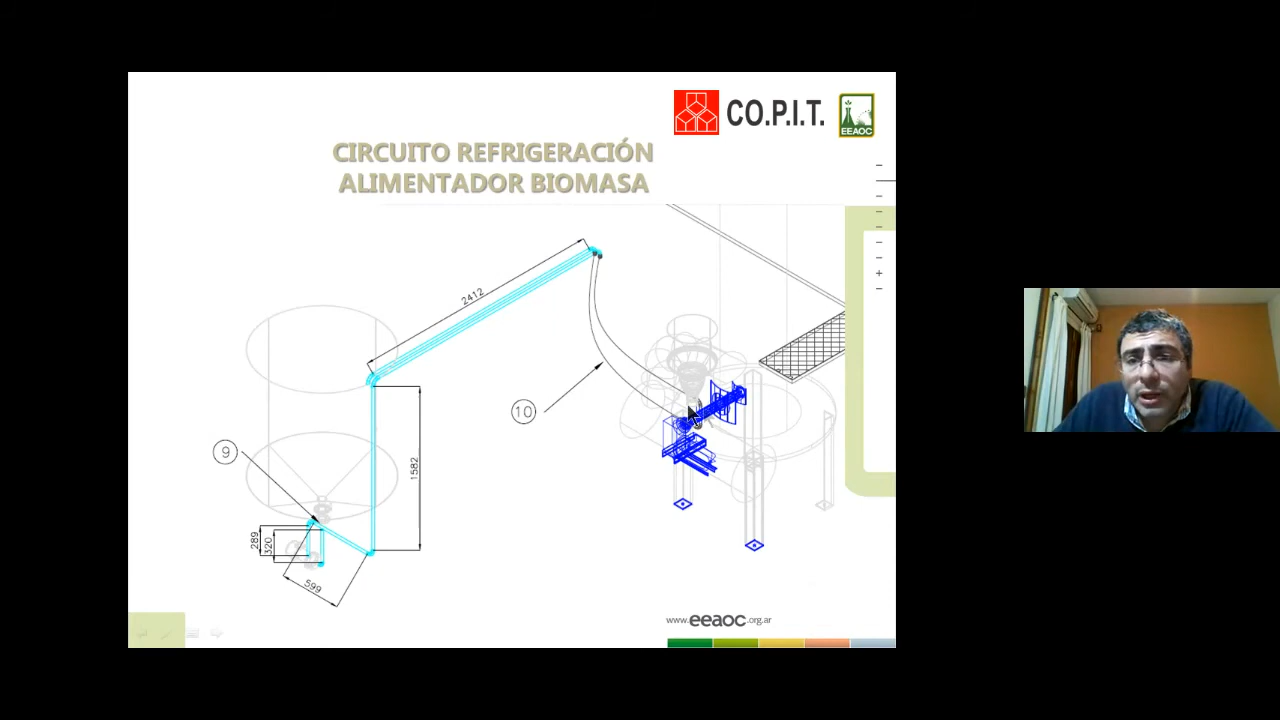 CO.P.I.T.
EEAOC
CIRCUITO REFRIGERACIÓN
ALIMENTADOR BIOMASA
2412
10
9
1582
289
320
599
www.eeaoc.org.ar